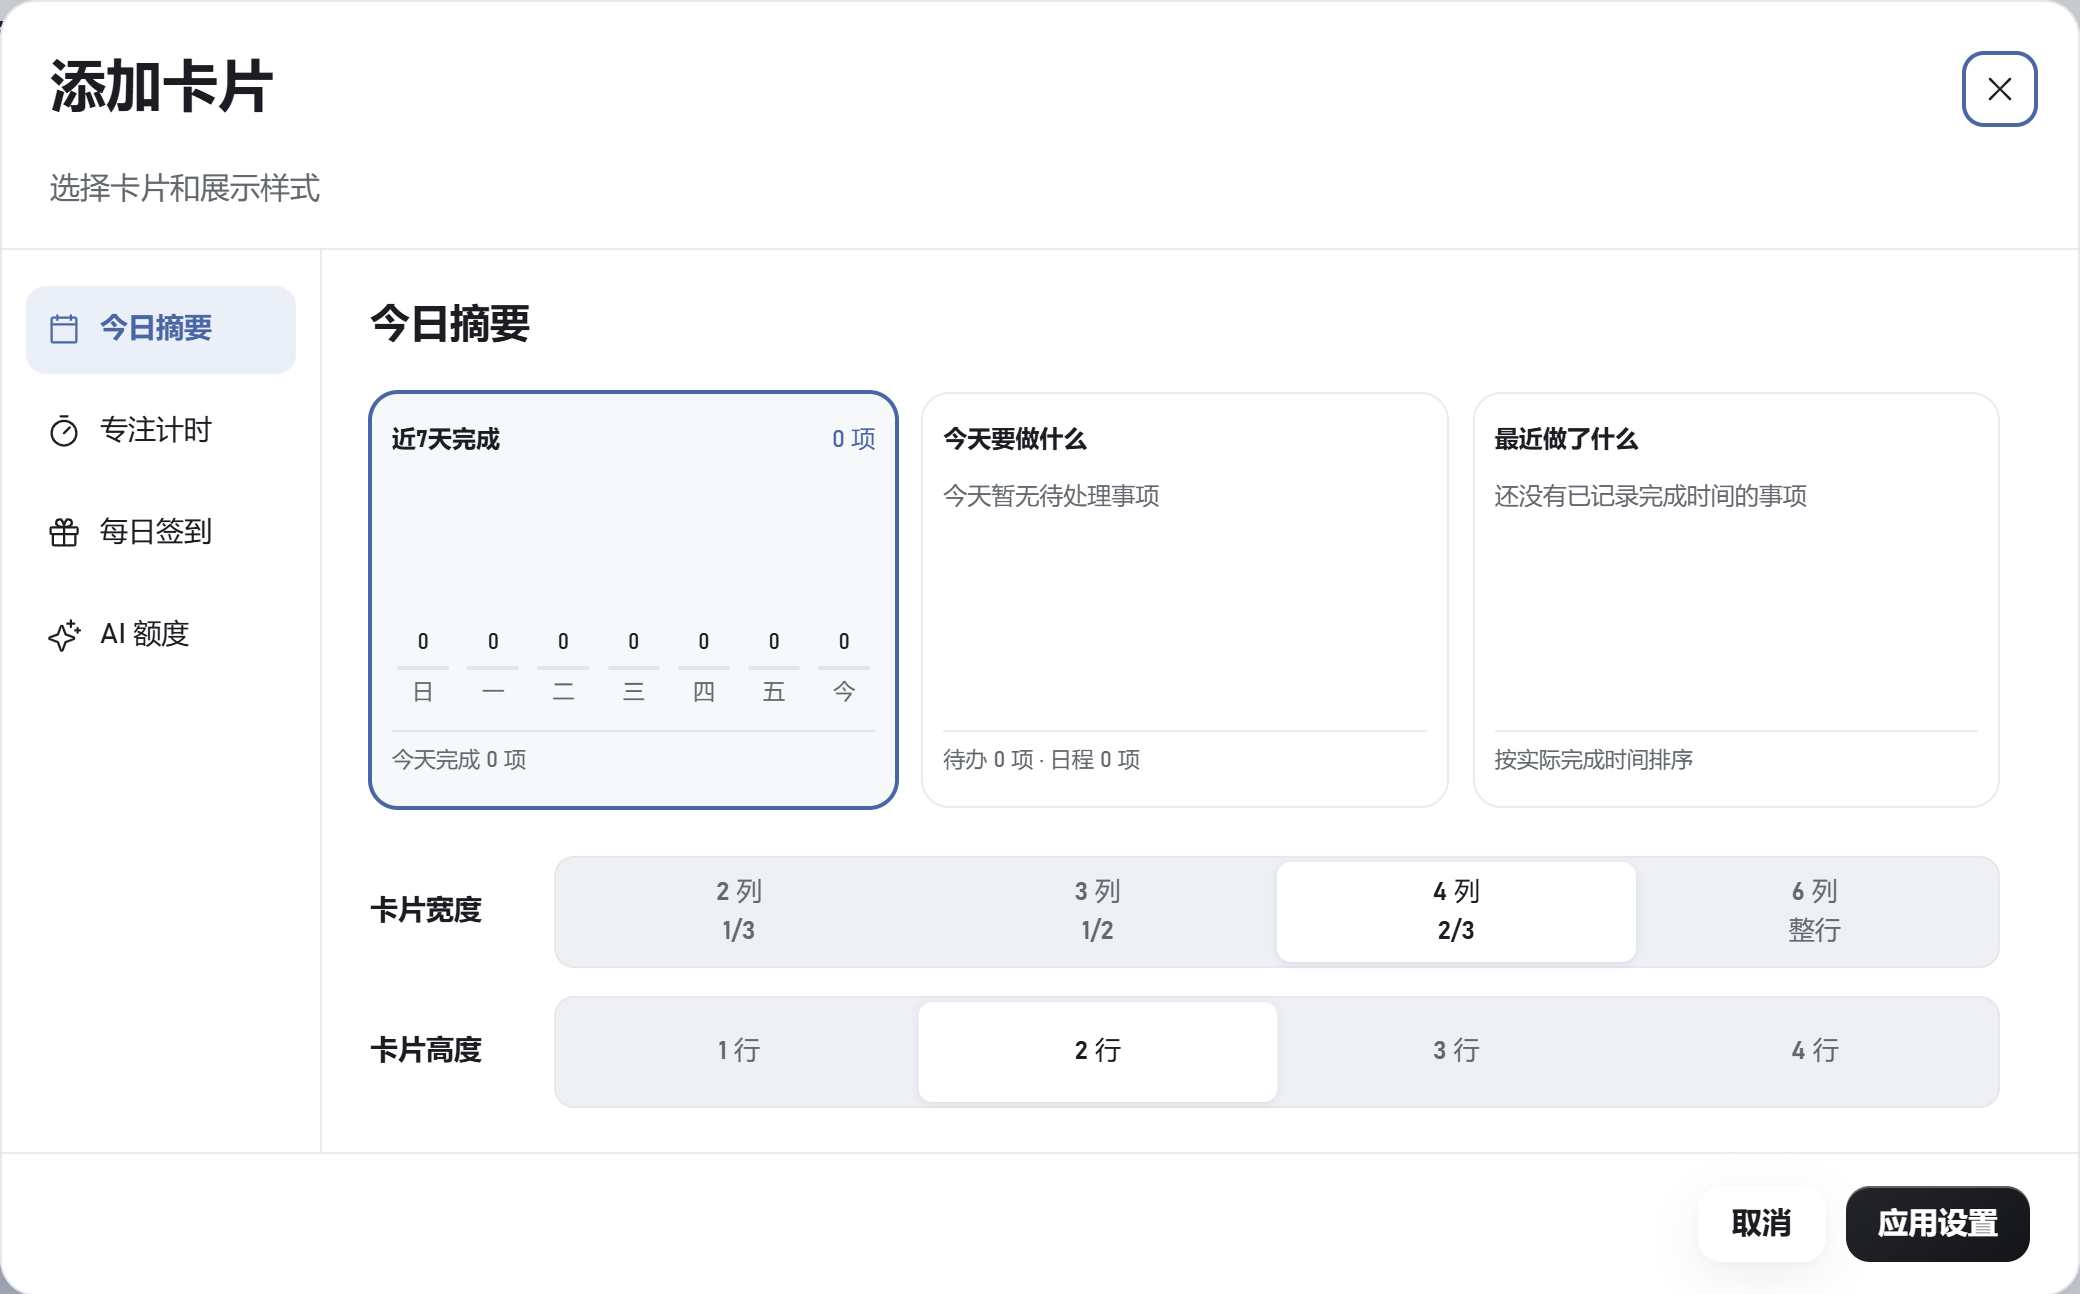 添加卡片
选择卡片和展示样式
今日摘要
专注计时
每日签到
AI 额度
今日摘要
近7天完成 0 项
0 0 0 0 0 0 0
日 一 二 三 四 五 今
今天完成 0 项
今天要做什么
今天暂无待处理事项
待办 0 项 · 日程 0 项
最近做了什么
还没有已记录完成时间的事项
按实际完成时间排序
卡片宽度
2 列
1/3
3 列
1/2
4 列
2/3
6 列
整行
卡片高度
1 行
2 行
3 行
4 行
取消
应用设置